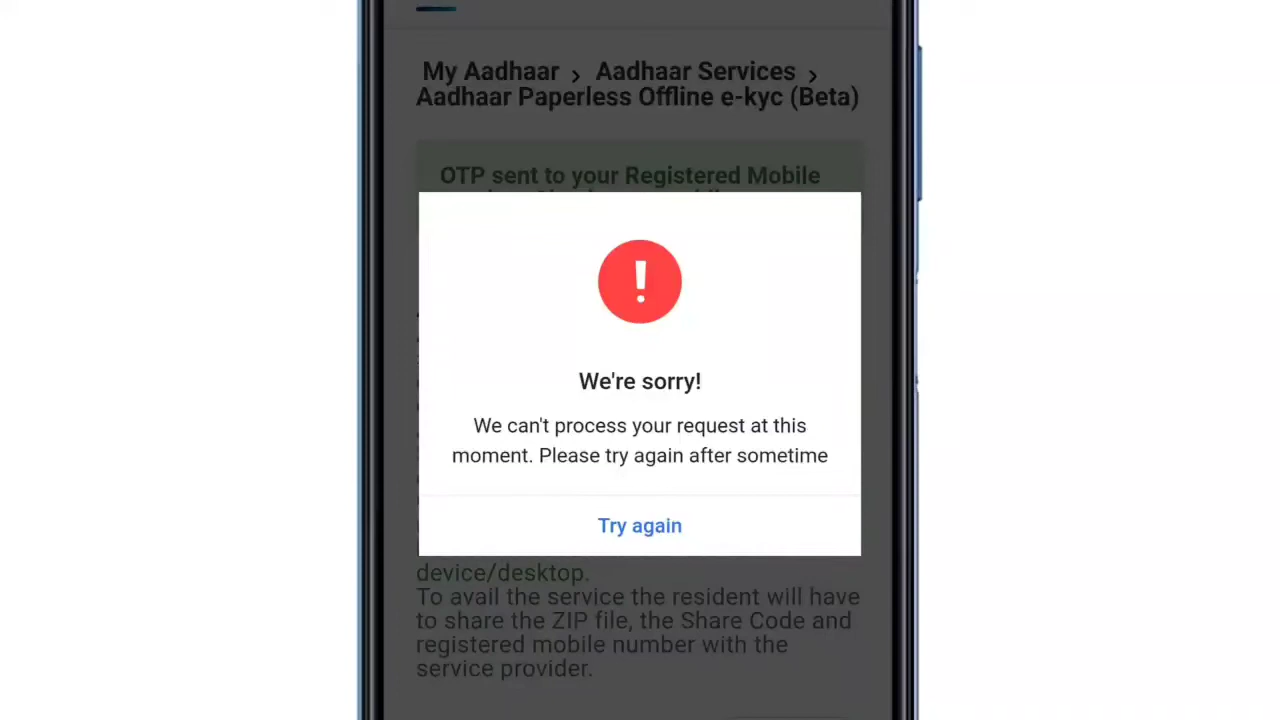 My Aadhaar › Aadhaar Services ›
Aadhaar Paperless Offline e-kyc (Beta)
OTP sent to your Registered Mobile
!
We're sorry!
We can't process your request at this
moment. Please try again after sometime
Try again
device/desktop.
To avail the service the resident will have
to share the ZIP file, the Share Code and
registered mobile number with the
service provider.